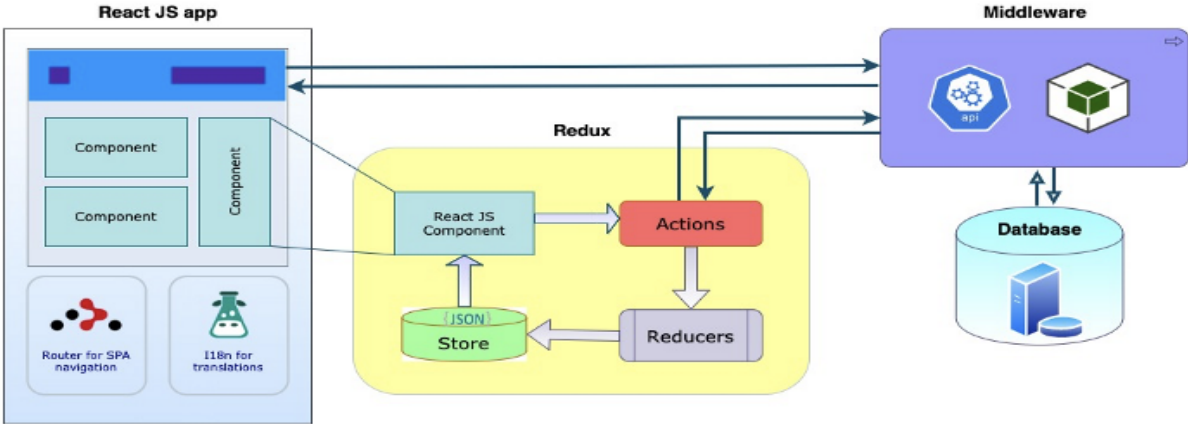 React JS app
Middleware
api
Redux
Component
Component
Component
React JS
Component
Actions
{JSON}
Store
Reducers
Database
Router for SPA
navigation
I18n for
translations